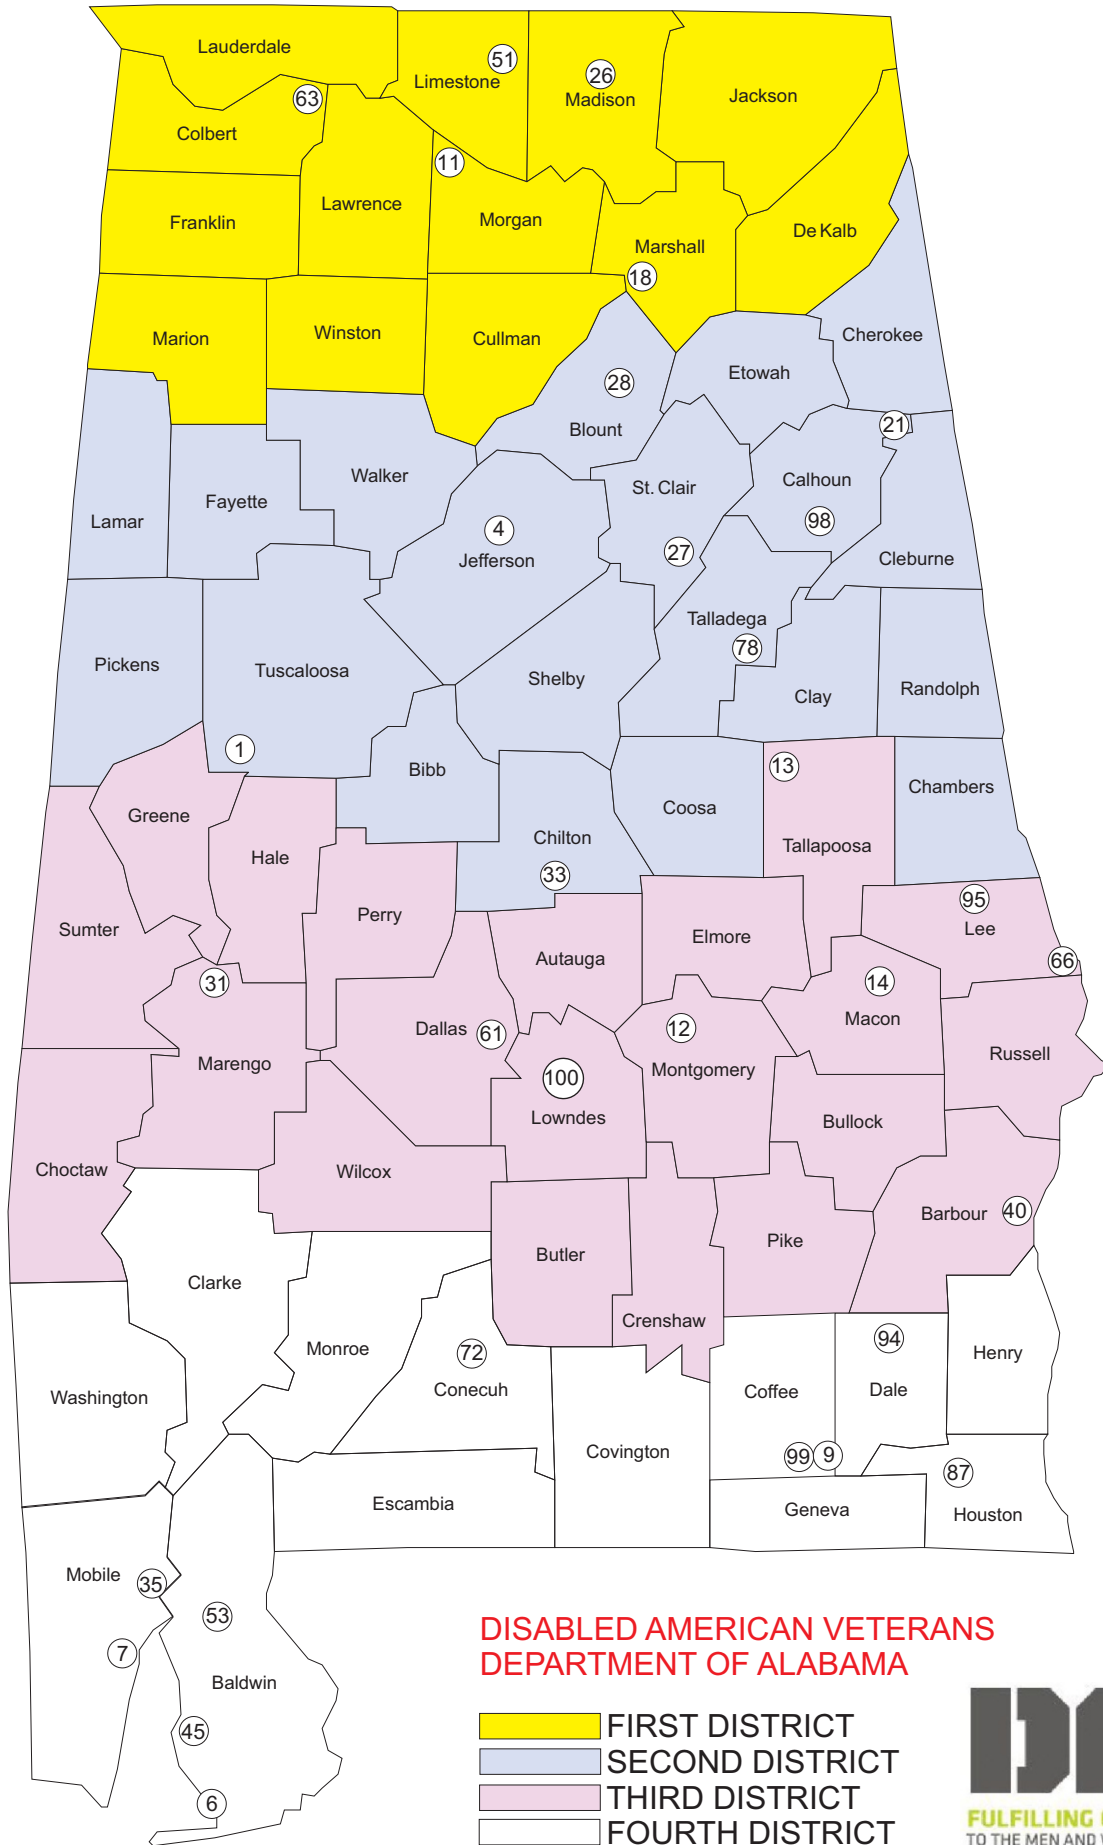 Lauderdale
51
Limestone
26
Madison
Jackson
63
Colbert
11
Lawrence
Franklin
Morgan
De Kalb
Marshall
18
Marion
Winston
Cullman
Cherokee
Etowah
28
Blount
21
Walker
St. Clair
Calhoun
Fayette
Lamar
4
Jefferson
98
27
Cleburne
Talladega
78
Pickens
Tuscaloosa
Shelby
Clay
Randolph
1
Bibb
13
Coosa
Chambers
Greene
Chilton
Tallapoosa
Hale
33
95
Lee
Perry
Sumter
Elmore
Autauga
66
31
14
Macon
Dallas
61
12
Marengo
Montgomery
Russell
100
Lowndes
Bullock
Choctaw
Wilcox
Barbour
40
Pike
Butler
Clarke
Crenshaw
Monroe
72
Conecuh
94
Henry
Washington
Coffee
Dale
Covington
99
9
87
Escambia
Geneva
Houston
Mobile
35
53
7
Baldwin
45
6
DISABLED AMERICAN VETERANS
DEPARTMENT OF ALABAMA
FIRST DISTRICT
SECOND DISTRICT
THIRD DISTRICT
FOURTH DISTRICT
FULFILLING
TO THE MEN AND